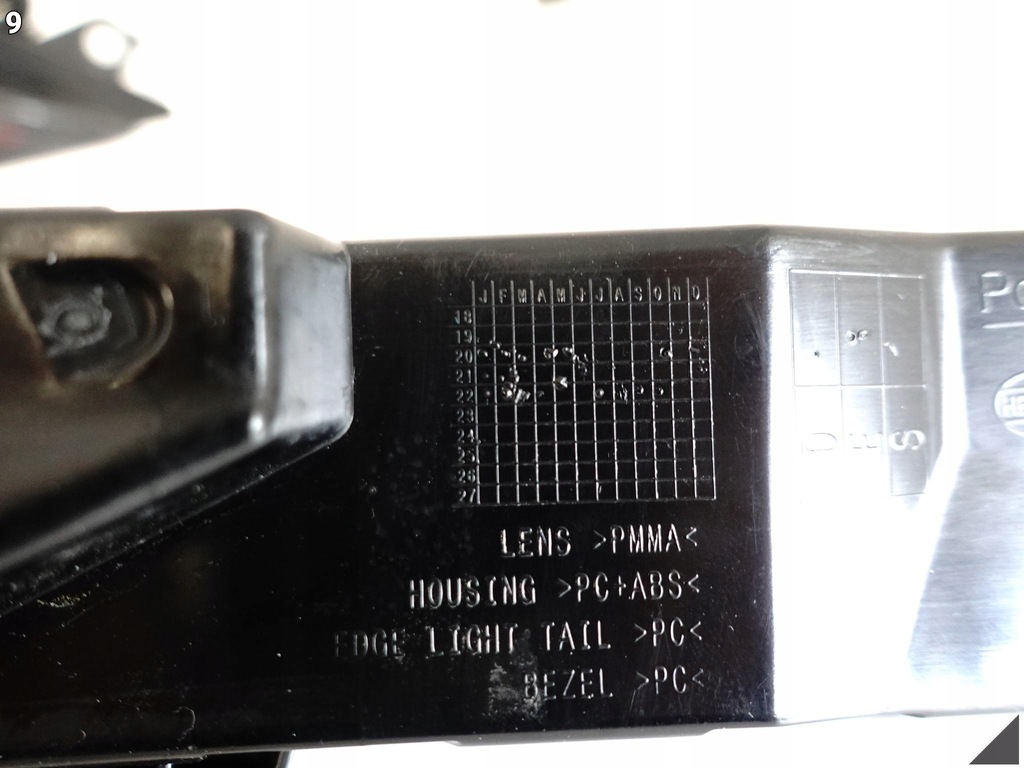 9
J F M A M J J A S O N D
18
19
20
21
22
23
24
25
26
27
LENS >PMMA<
HOUSING >PC+ABS<
EDGE LIGHT TAIL >PC<
BEZEL >PC<